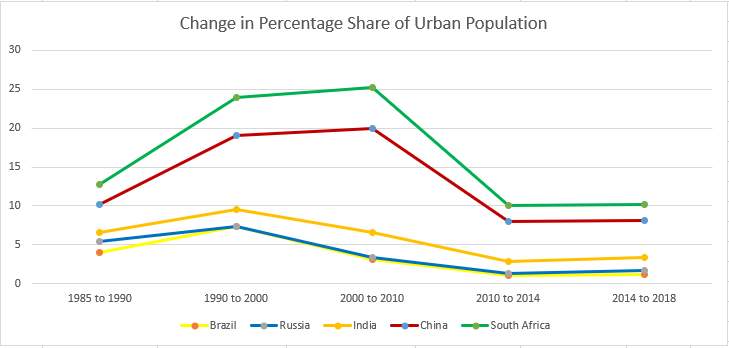 Change in Percentage Share of Urban Population
30
25
20
15
10
5
0
1985 to 1990 1990 to 2000 2000 to 2010 2010 to 2014 2014 to 2018
Brazil Russia India China South Africa